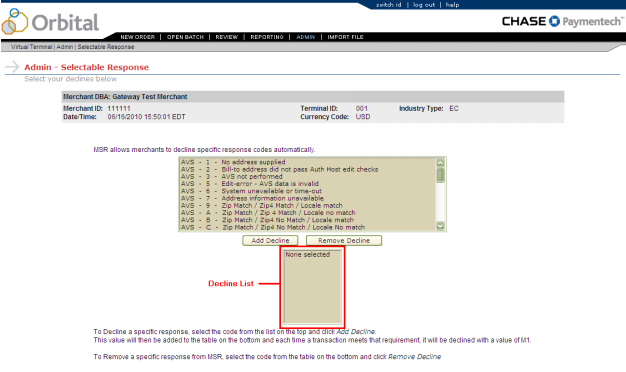 switch id | log out | help
Orbital
CHASE Paymentech
NEW ORDER | OPEN BATCH | REVIEW | REPORTING | ADMIN | IMPORT FILE
Virtual Terminal | Admin | Selectable Response
Admin - Selectable Response
Select your declines below
Merchant DBA: Gateway Test Merchant
Merchant ID: 111111 Terminal ID: 001 Industry Type: EC
Date/Time: 06/16/2010 15:50:01 EDT Currency Code: USD
MSR allows merchants to decline specific response codes automatically.
AVS - 1 - No address supplied
AVS - 2 - Bill-to address did not pass Auth Host edit checks
AVS - 3 - AVS not performed
AVS - 5 - Edit-error - AVS data is invalid
AVS - 6 - System unavailable or time-out
AVS - 7 - Address information unavailable
AVS - 9 - Zip Match / Zip4 Match / Locale match
AVS - A - Zip Match / Zip 4 Match / Locale no match
AVS - B - Zip Match / Zip4 No Match / Locale match
AVS - C - Zip Match / Zip4 No Match / Locale No match
Add Decline Remove Decline
None selected
Decline List
To Decline a specific response, select the code from the list on the top and click Add Decline.
This value will then be added to the table on the bottom and each time a transaction meets that requirement, it will be declined with a value of M1.
To Remove a specific response from MSR, select the code from the table on the bottom and click Remove Decline